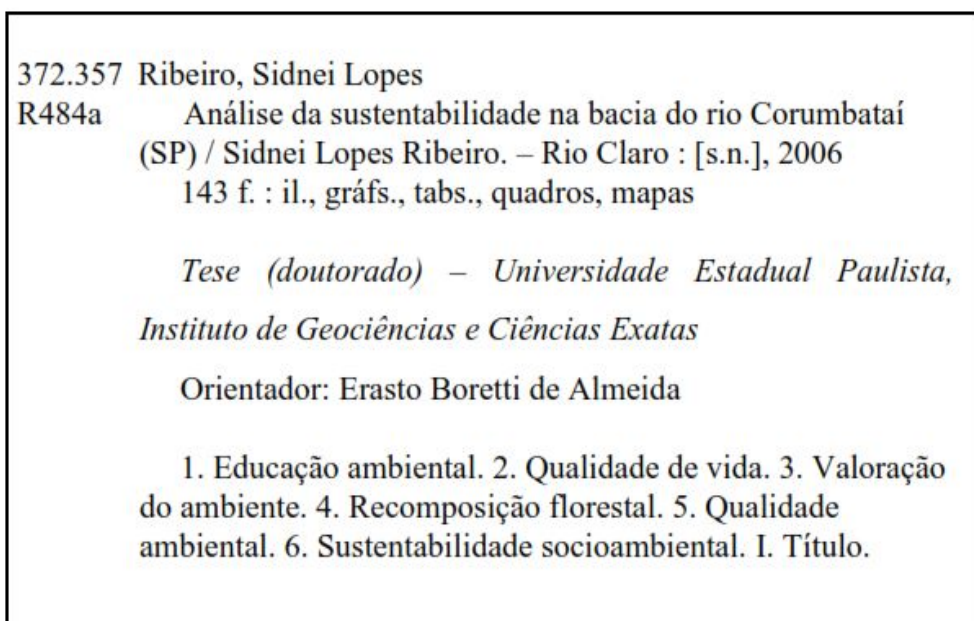 372.357 Ribeiro, Sidnei Lopes
R484a Análise da sustentabilidade na bacia do rio Corumbataí
(SP) / Sidnei Lopes Ribeiro. – Rio Claro : [s.n.], 2006
143 f. : il., gráfs., tabs., quadros, mapas
Tese (doutorado) – Universidade Estadual Paulista,
Instituto de Geociências e Ciências Exatas
Orientador: Erasto Boretti de Almeida
1. Educação ambiental. 2. Qualidade de vida. 3. Valoração
do ambiente. 4. Recomposição florestal. 5. Qualidade
ambiental. 6. Sustentabilidade socioambiental. I. Título.